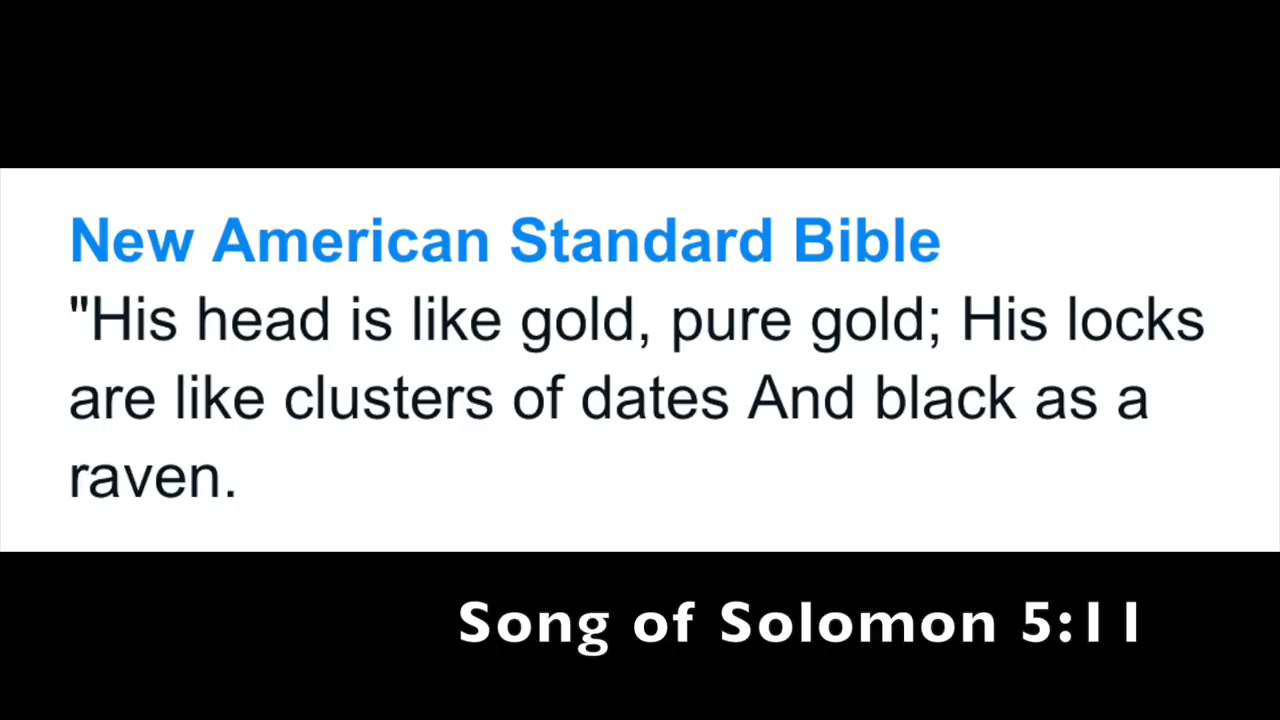 New American Standard Bible
"His head is like gold, pure gold; His locks
are like clusters of dates And black as a
raven.
Song of Solomon 5:11